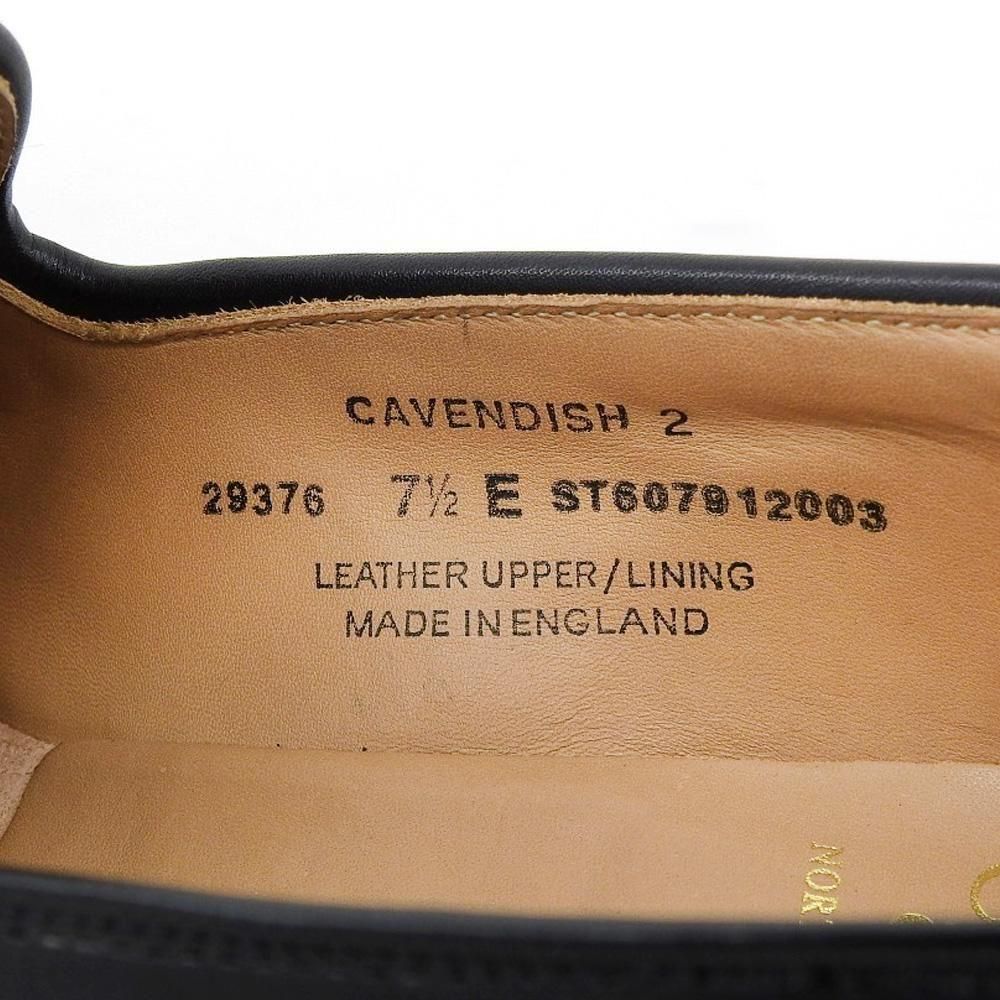 CAVENDISH 2
29376 7½ E ST607912003
LEATHER UPPER/LINING
MADE IN ENGLAND